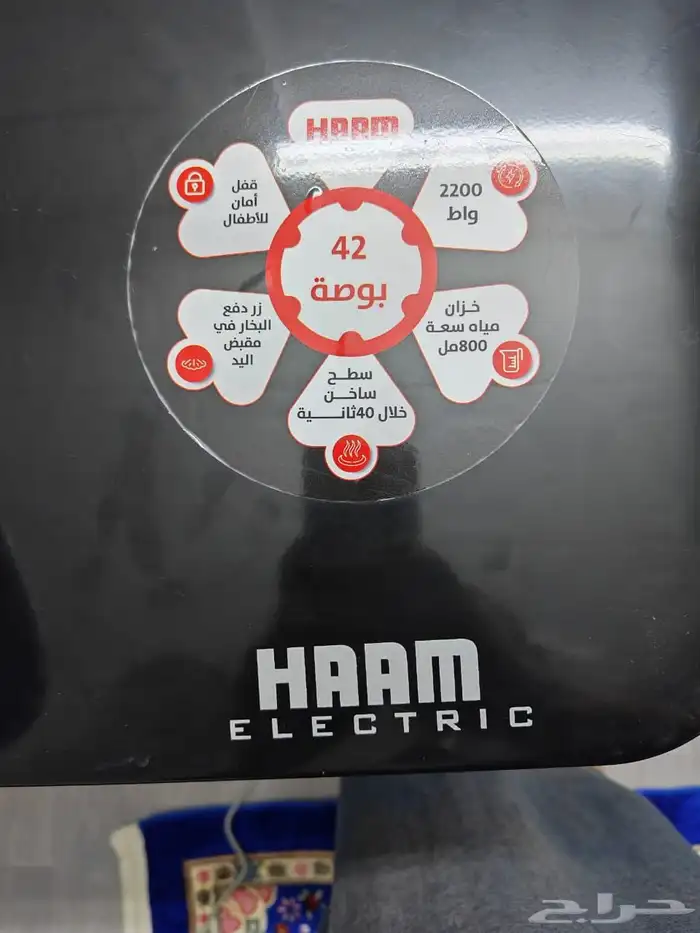 HAAM
2200
واط
خزان
مياه سعة
800مل
سطح
ساخن
خلال 40ثانية
زر دفع
البخار في
مقبض
اليد
قفل
أمان
للأطفال
42
بوصة
HAAM
ELECTRIC
حراج